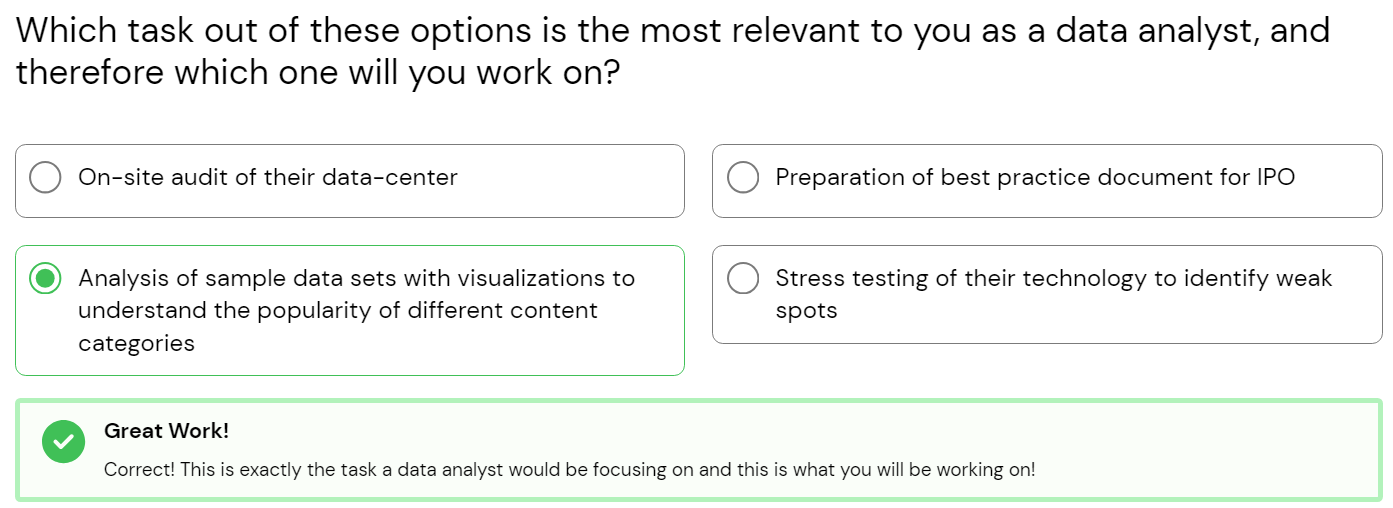 Which task out of these options is the most relevant to you as a data analyst, and
therefore which one will you work on?
On-site audit of their data-center
Preparation of best practice document for IPO
Analysis of sample data sets with visualizations to
understand the popularity of different content
categories
Stress testing of their technology to identify weak
spots
Great Work!
Correct! This is exactly the task a data analyst would be focusing on and this is what you will be working on!